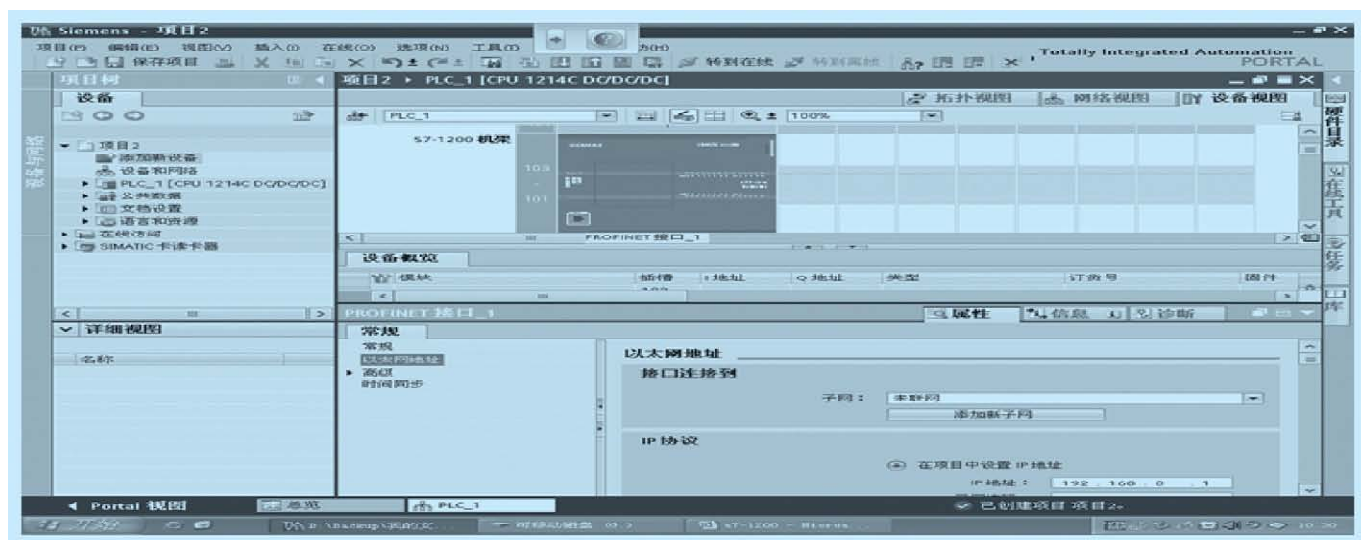 Siemens - 项目2
项目(P) 编辑(E) 视图(V) 插入(I) 在线(O) 选项(N) 工具(T)
Totally Integrated Automation
PORTAL
保存项目 转到在线 转到离线
项目树
项目2 ▸ PLC_1 [CPU 1214C DC/DC/DC]
设备
拓扑视图 网络视图 设备视图
PLC_1 100%
S7-1200 机架
103
101
项目2
添加新设备
设备和网络
PLC_1 [CPU 1214C DC/DC/DC]
公共数据
文档设置
语言和资源
在线访问
SIMATIC 卡读卡器
PROFINET 接口_1
设备概览
模块 插槽 I 地址 Q 地址 类型 订货号 固件
PROFINET 接口_1
属性 信息 诊断
详细视图
名称
常规
常规
以太网地址
高级
时间同步
以太网地址
接口连接到
子网： 未联网
添加新子网
IP 协议
在项目中设置 IP 地址
IP 地址： 192 . 168 . 0 . 1
硬件目录
在线工具
任务
库
Portal 视图 总览 PLC_1
已创建项目 项目2。
开始
10:30